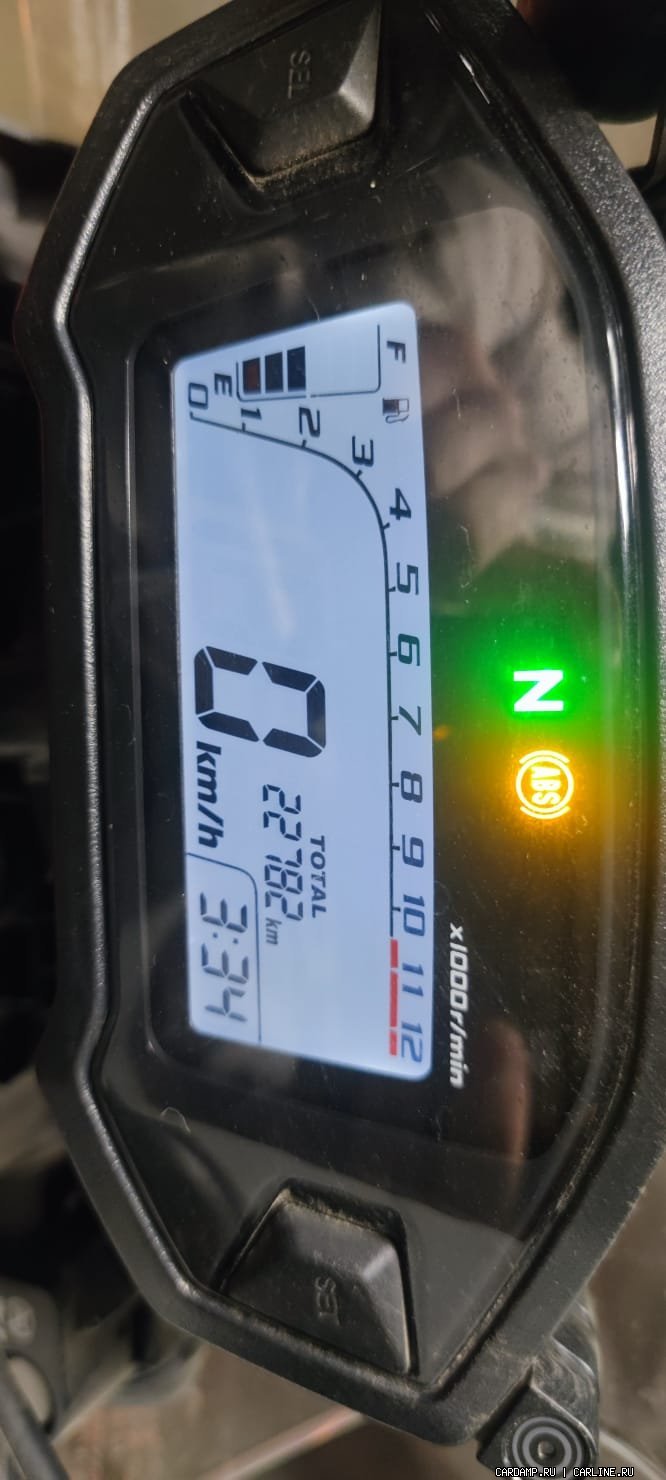 SEL
SET
N
ABS
x1000r/min
0 1 2 3 4 5 6 7 8 9 10 11 12
F
E
0 km/h
TOTAL
22782 km
3:34
CARDAMP.RU | CARLINE.RU